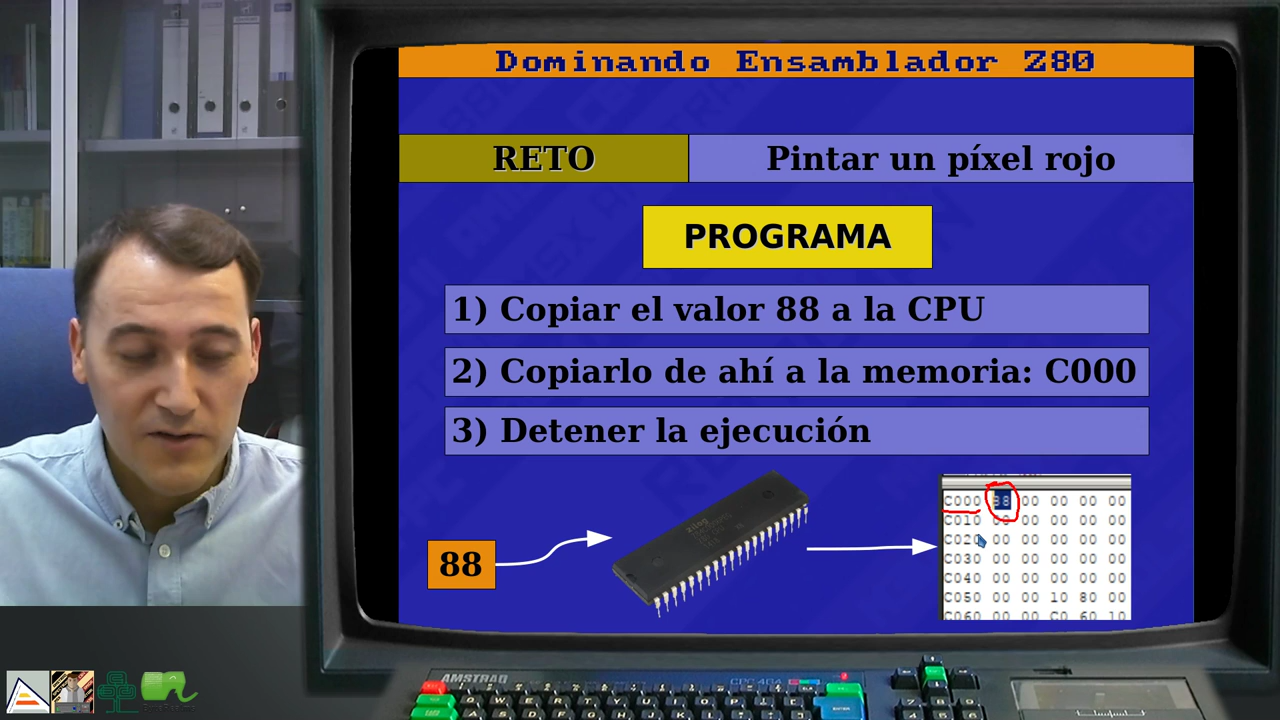 Dominando Ensamblador Z80
RETO
Pintar un píxel rojo
PROGRAMA
1) Copiar el valor 88 a la CPU
2) Copiarlo de ahí a la memoria: C000
3) Detener la ejecución
88
zilog
C000 88 00 00 00 00
C010 00 00 00 00 00
00 00 00 00 00
C030 00 00 00 00 00
C040 00 00 00 00 00
C050 00 00 10 80 00
C060 00 00 C0 60 10
AMSTRAD